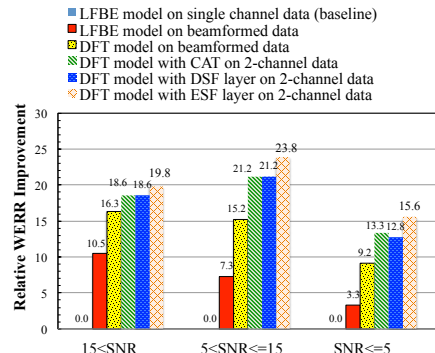 LFBE model on single channel data (baseline)
LFBE model on beamformed data
DFT model on beamformed data
DFT model with CAT on 2-channel data
DFT model with DSF layer on 2-channel data
DFT model with ESF layer on 2-channel data
Relative WERR Improvement
30
25
20
15
10
5
0
0.0
10.5
16.3
18.6
18.6
19.8
0.0
7.3
15.2
21.2
21.2
23.8
0.0
3.3
9.2
13.3
12.8
15.6
15<SNR
5<SNR<=15
SNR<=5